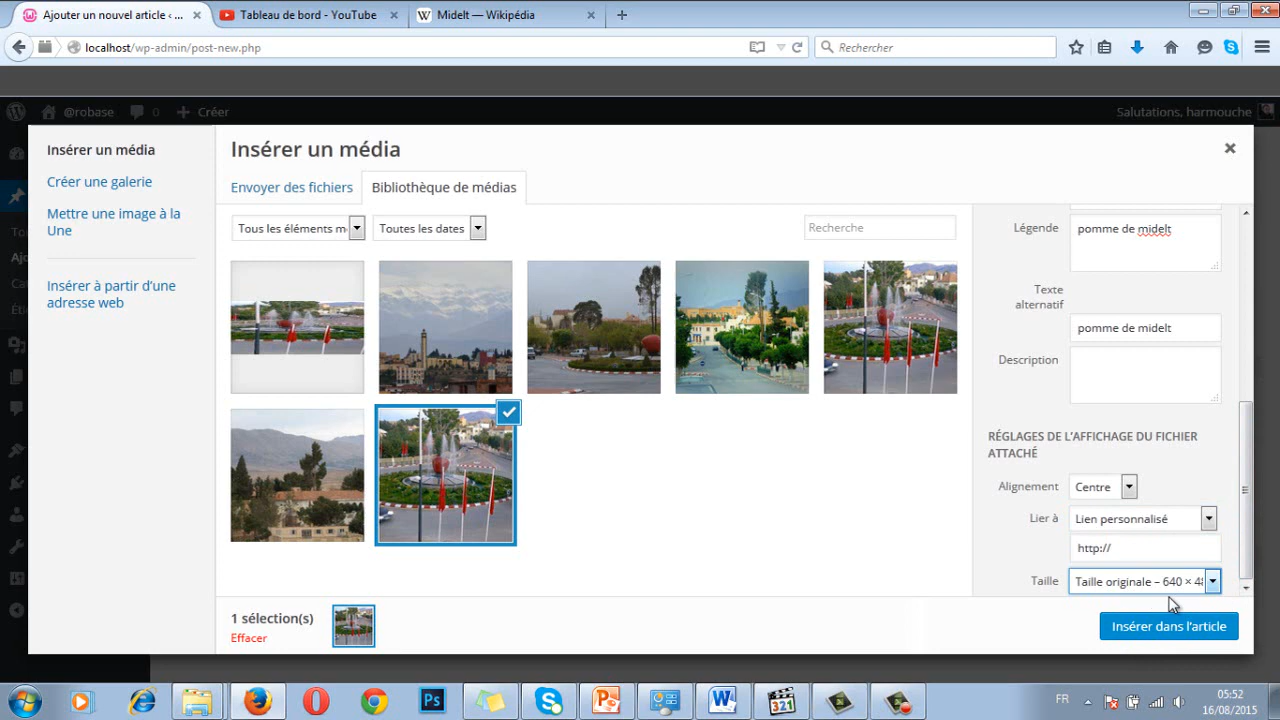 Ajouter un nouvel article ‹ ...
Tableau de bord - YouTube
Midelt — Wikipédia
localhost/wp-admin/post-new.php
Rechercher
@robase
0
Créer
Salutations, harmouche
Insérer un média
Créer une galerie
Mettre une image à la
Une
Insérer à partir d'une
adresse web
Insérer un média
Envoyer des fichiers
Bibliothèque de médias
Tous les éléments m
Toutes les dates
Recherche
Légende
pomme de midelt
Texte
alternatif
pomme de midelt
Description
RÉGLAGES DE L'AFFICHAGE DU FICHIER
ATTACHÉ
Alignement
Centre
Lier à
Lien personnalisé
http://
Taille
Taille originale – 640 × 48
1 sélection(s)
Effacer
Insérer dans l'article
FR
05:52
16/08/2015